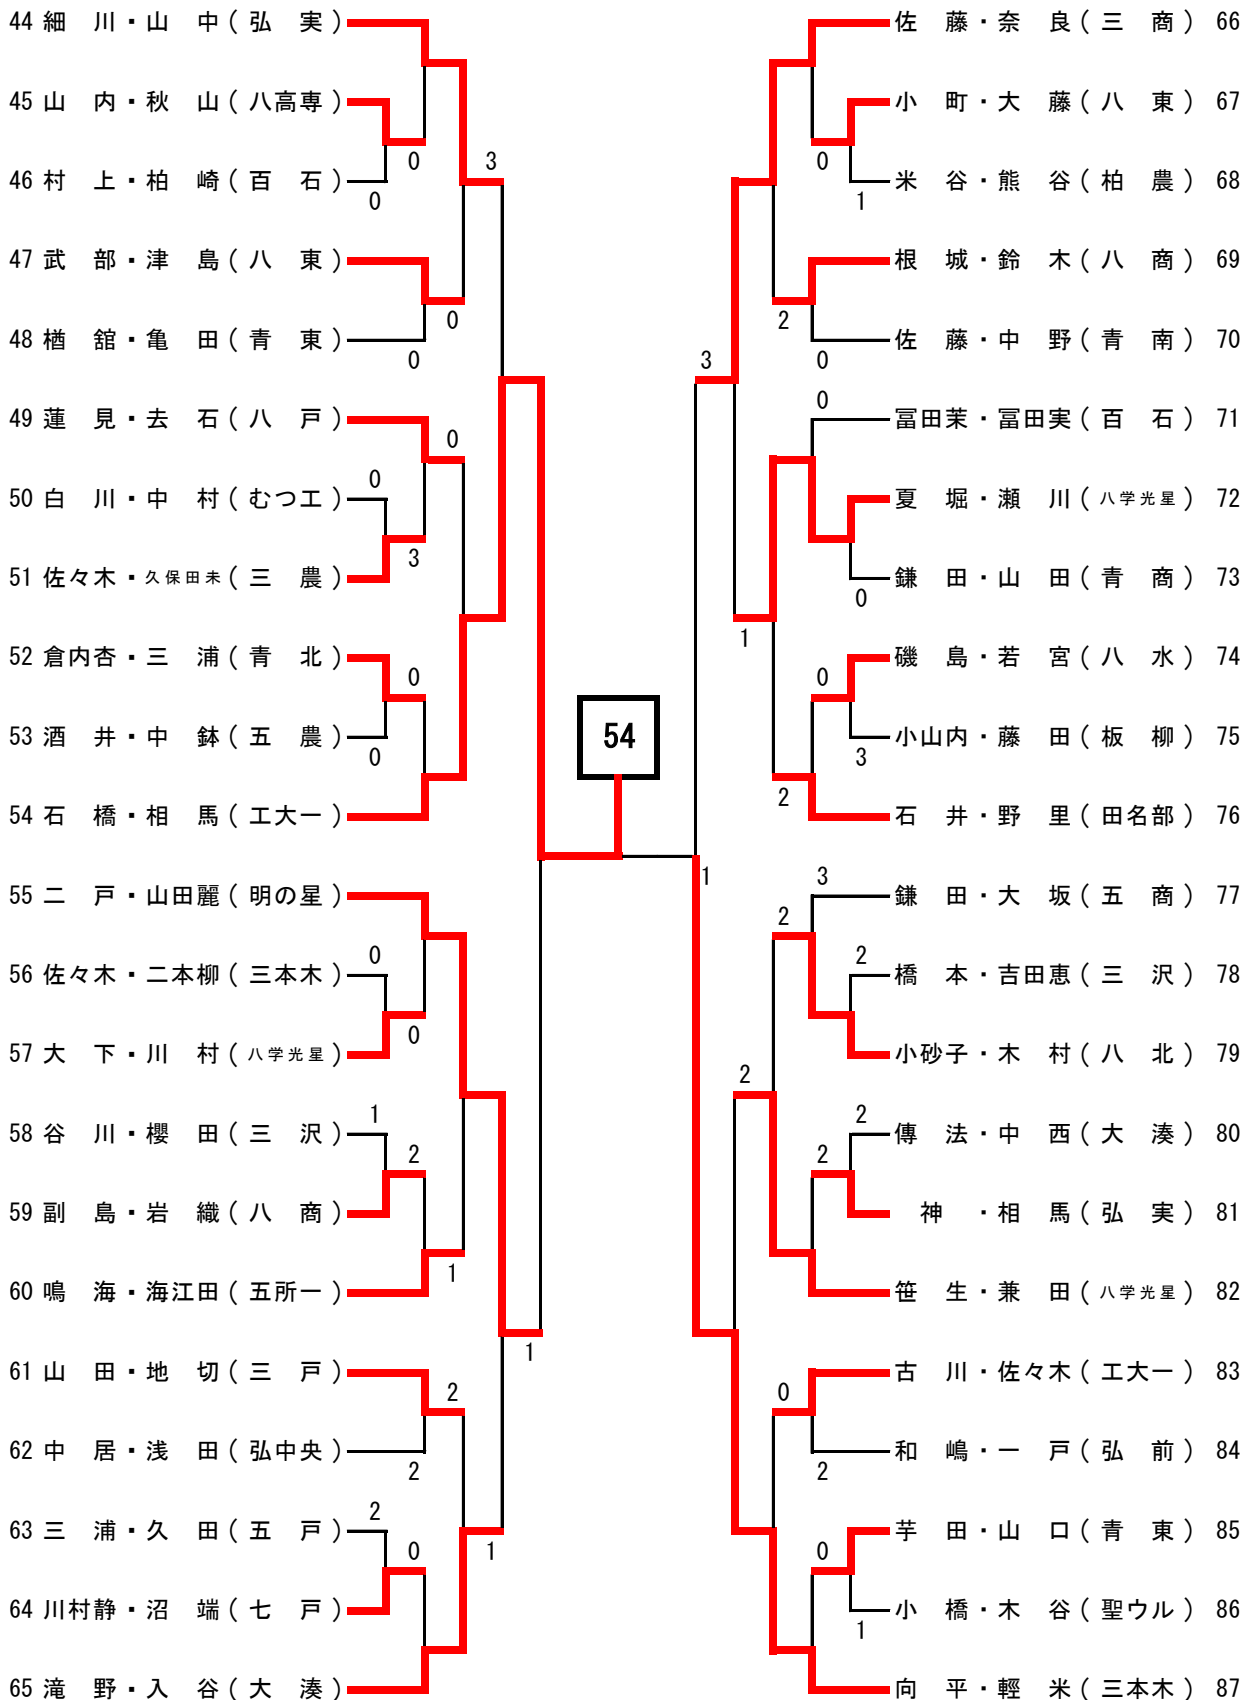 44 細　川・山　中（弘　実）
45 山　内・秋　山（八高専）
0
3
46 村　上・柏　崎（百　石）
0
47 武　部・津　島（八　東）
0
48 楢　舘・亀　田（青　東）
0
49 蓮　見・去　石（八　戸）
0
50 白　川・中　村（むつ工）
0
3
51 佐々木・久保田未（三　農）
52 倉内杏・三　浦（青　北）
0
53 酒　井・中　鉢（五　農）
0
54 石　橋・相　馬（工大一）
55 二　戸・山田麗（明の星）
56 佐々木・二本柳（三本木）
0
0
57 大　下・川　村（八学光星）
58 谷　川・櫻　田（三　沢）
1
2
59 副　島・岩　織（八　商）
60 鳴　海・海江田（五所一）
1
1
61 山　田・地　切（三　戸）
2
62 中　居・浅　田（弘中央）
2
63 三　浦・久　田（五　戸）
2
0
1
64 川村静・沼　端（七　戸）
65 滝　野・入　谷（大　湊）
54
1
佐　藤・奈　良（三　商） 66
小　町・大　藤（八　東） 67
0
米　谷・熊　谷（柏　農） 68
1
根　城・鈴　木（八　商） 69
2
佐　藤・中　野（青　南） 70
0
3
0
冨田茉・冨田実（百　石） 71
夏　堀・瀬　川（八学光星） 72
鎌　田・山　田（青　商） 73
0
1
磯　島・若　宮（八　水） 74
0
小山内・藤　田（板　柳） 75
3
2
石　井・野　里（田名部） 76
3
鎌　田・大　坂（五　商） 77
2
2
橋　本・吉田恵（三　沢） 78
小砂子・木　村（八　北） 79
2
2
傳　法・中　西（大　湊） 80
2
神　・相　馬（弘　実） 81
笹　生・兼　田（八学光星） 82
古　川・佐々木（工大一） 83
0
和　嶋・一　戸（弘　前） 84
2
芋　田・山　口（青　東） 85
0
小　橋・木　谷（聖ウル） 86
1
向　平・輕　米（三本木） 87